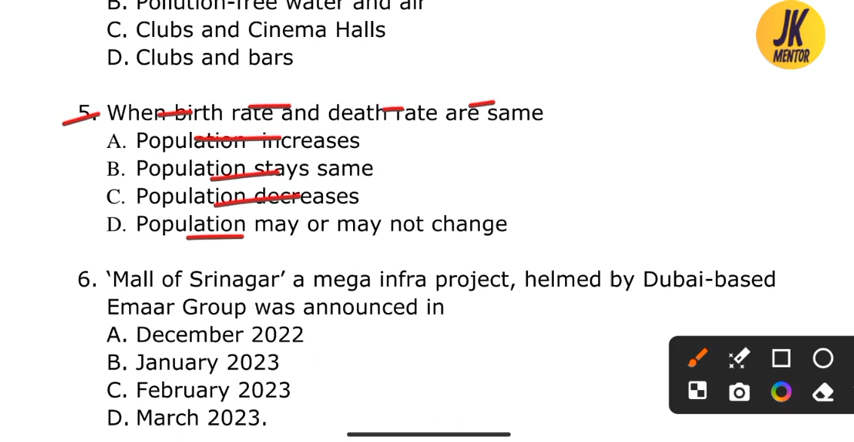 B. Pollution-free water and air
C. Clubs and Cinema Halls
D. Clubs and bars
JK
MENTOR
5. When birth rate and death rate are same
A. Population increases
B. Population stays same
C. Population decreases
D. Population may or may not change
6. ‘Mall of Srinagar’ a mega infra project, helmed by Dubai-based
Emaar Group was announced in
A. December 2022
B. January 2023
C. February 2023
D. March 2023.